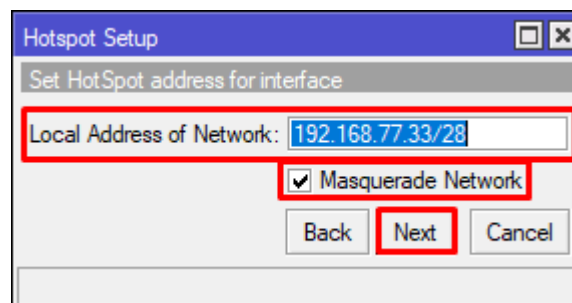 Hotspot Setup
Set HotSpot address for interface
Local Address of Network: 192.168.77.33/28
Masquerade Network
Back Next Cancel